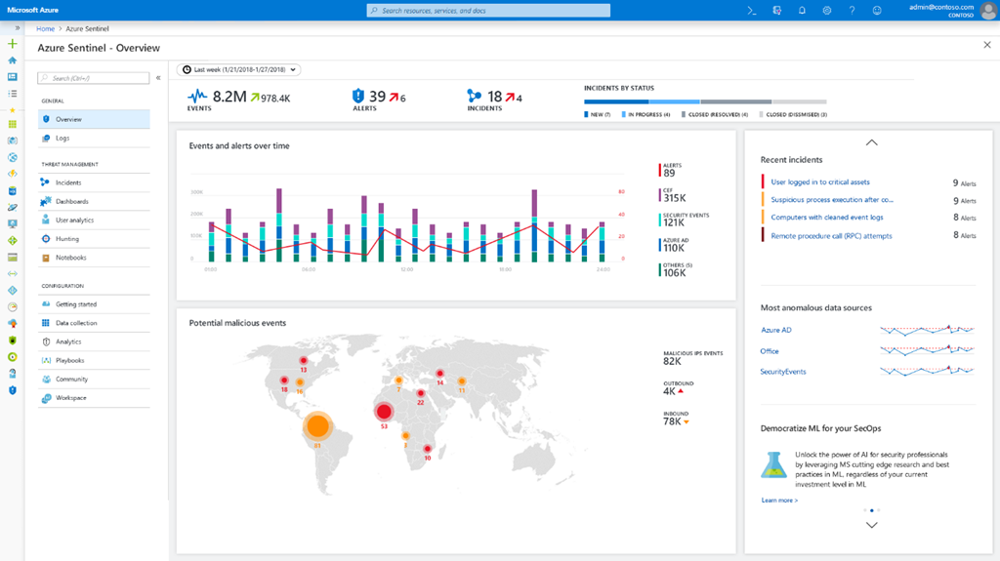 Microsoft Azure
Search resources, services, and docs
admin@contoso.com
CONTOSO
Home > Azure Sentinel
Azure Sentinel - Overview
Search (Ctrl+/)
GENERAL
Overview
Logs
THREAT MANAGEMENT
Incidents
Dashboards
User analytics
Hunting
Notebooks
CONFIGURATION
Getting started
Data collection
Analytics
Playbooks
Community
Workspace
Last week (1/21/2018-1/27/2018)
8.2M 978.4K
EVENTS
39 6
ALERTS
18 4
INCIDENTS
INCIDENTS BY STATUS
NEW (7) IN PROGRESS (4) CLOSED (RESOLVED) (4) CLOSED (DISMISSED) (3)
Events and alerts over time
300K
200K
100K
0
80
40
20
0
06:00 12:00 18:00 24:00
ALERTS
89
CEF
315K
SECURITY EVENTS
121K
AZURE AD
110K
OTHERS (5)
106K
Potential malicious events
13
18
16
81
53
7
22
14
11
10
MALICIOUS IPS EVENTS
82K
OUTBOUND
4K
INBOUND
78K
Recent incidents
User logged in to critical assets 9 Alerts
Suspicious process execution after co... 9 Alerts
Computers with cleaned event logs 8 Alerts
Remote procedure call (RPC) attempts 8 Alerts
Most anomalous data sources
Azure AD
Office
SecurityEvents
Democratize ML for your SecOps
Unlock the power of AI for security professionals
by leveraging MS cutting edge research and best
practices in ML, regardless of your current
investment level in ML
Learn more >